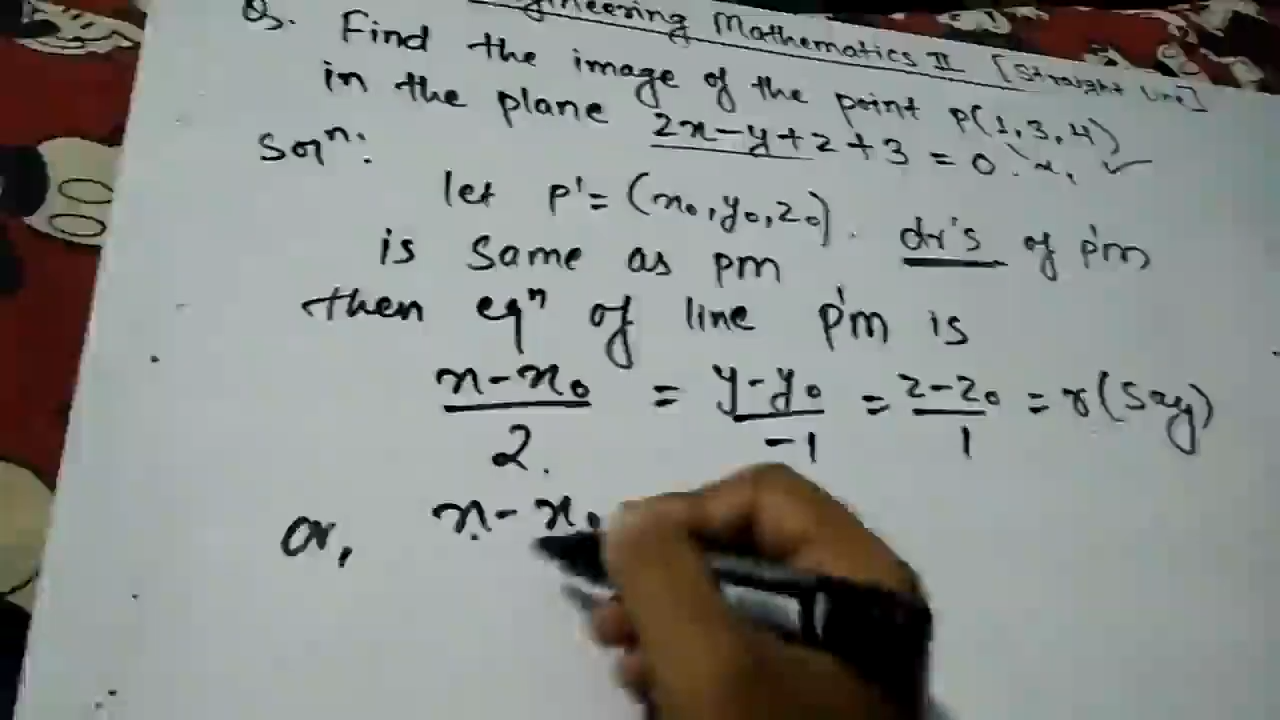 Engineering Mathematics II [Straight Line]
Q. Find the image of the point P(1,3,4)
in the plane 2x-y+z+3=0.
Solⁿ:
let P'=(x₀,y₀,z₀). dr's of P'm
is same as pm
then eqⁿ of line P'm is
x-x₀/2 = y-y₀/-1 = z-z₀/1 = r(say)
or, x-x₀